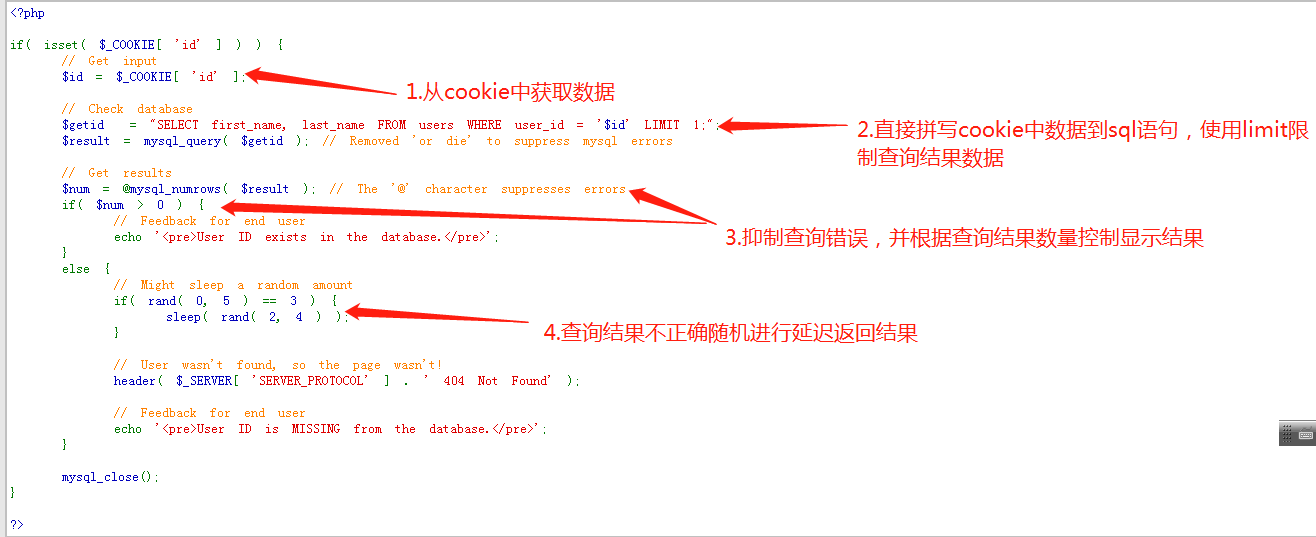 <?php
if( isset( $_COOKIE[ 'id' ] ) ) {
// Get input
$id = $_COOKIE[ 'id' ];
1.从cookie中获取数据
// Check database
$getid = "SELECT first_name, last_name FROM users WHERE user_id = '$id' LIMIT 1;";
$result = mysql_query( $getid ); // Removed 'or die' to suppress mysql errors
2.直接拼写cookie中数据到sql语句，使用limit限
制查询结果数据
// Get results
$num = @mysql_numrows( $result ); // The '@' character suppresses errors
if( $num > 0 ) {
// Feedback for end user
echo '<pre>User ID exists in the database.</pre>';
3.抑制查询错误，并根据查询结果数量控制显示结果
}
else {
// Might sleep a random amount
if( rand( 0, 5 ) == 3 ) {
sleep( rand( 2, 4 ) );
}
4.查询结果不正确随机进行延迟返回结果
// User wasn't found, so the page wasn't!
header( $_SERVER[ 'SERVER_PROTOCOL' ] . ' 404 Not Found' );
// Feedback for end user
echo '<pre>User ID is MISSING from the database.</pre>';
}
mysql_close();
}
?>